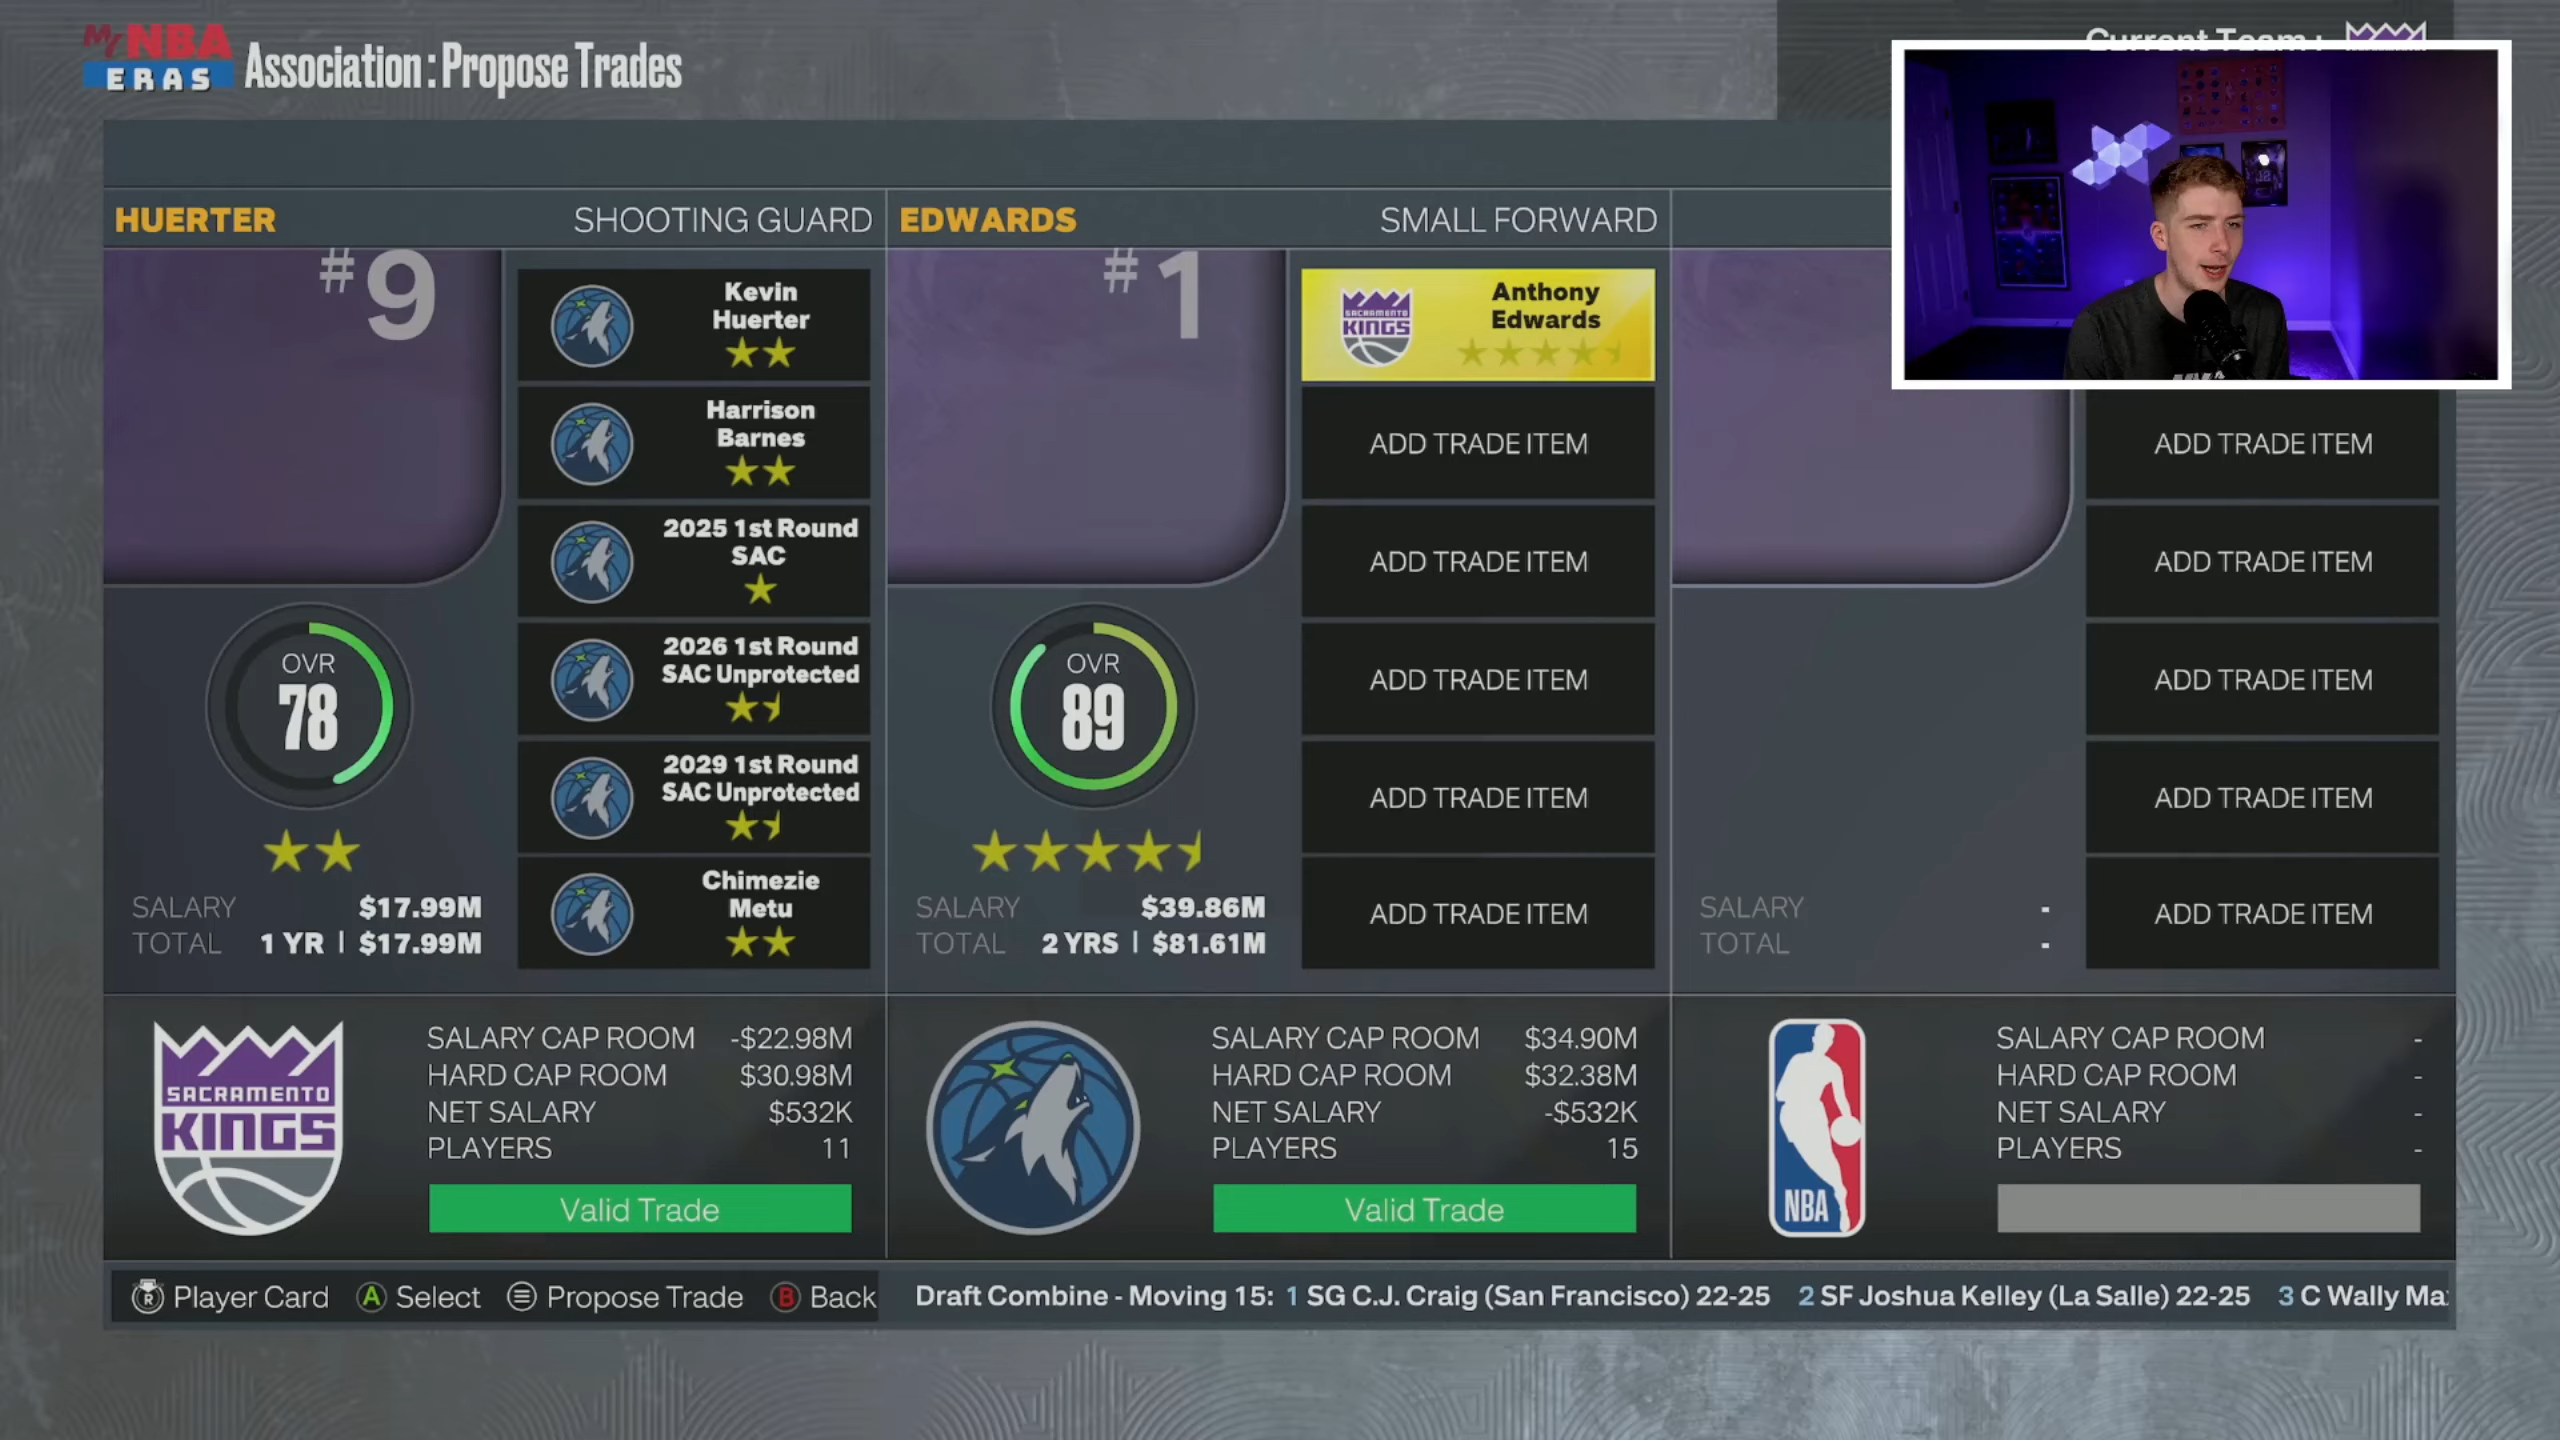 MyNBA
ERAS
Association : Propose Trades
Current Team :
HUERTER
SHOOTING GUARD
#9
Kevin
Huerter
Harrison
Barnes
2025 1st Round
SAC
2026 1st Round
SAC Unprotected
2029 1st Round
SAC Unprotected
Chimezie
Metu
OVR
78
SALARY $17.99M
TOTAL 1 YR | $17.99M
SACRAMENTO
KINGS
SALARY CAP ROOM -$22.98M
HARD CAP ROOM $30.98M
NET SALARY $532K
PLAYERS 11
Valid Trade
EDWARDS
SMALL FORWARD
#1
SACRAMENTO
KINGS
Anthony
Edwards
ADD TRADE ITEM
ADD TRADE ITEM
ADD TRADE ITEM
ADD TRADE ITEM
ADD TRADE ITEM
OVR
89
SALARY $39.86M
TOTAL 2 YRS | $81.61M
SALARY CAP ROOM $34.90M
HARD CAP ROOM $32.38M
NET SALARY -$532K
PLAYERS 15
Valid Trade
ADD TRADE ITEM
ADD TRADE ITEM
ADD TRADE ITEM
ADD TRADE ITEM
ADD TRADE ITEM
SALARY -
TOTAL -
NBA
SALARY CAP ROOM -
HARD CAP ROOM -
NET SALARY -
PLAYERS -
R Player Card A Select Propose Trade B Back
Draft Combine - Moving 15: 1 SG C.J. Craig (San Francisco) 22-25 2 SF Joshua Kelley (La Salle) 22-25 3 C Wally Ma